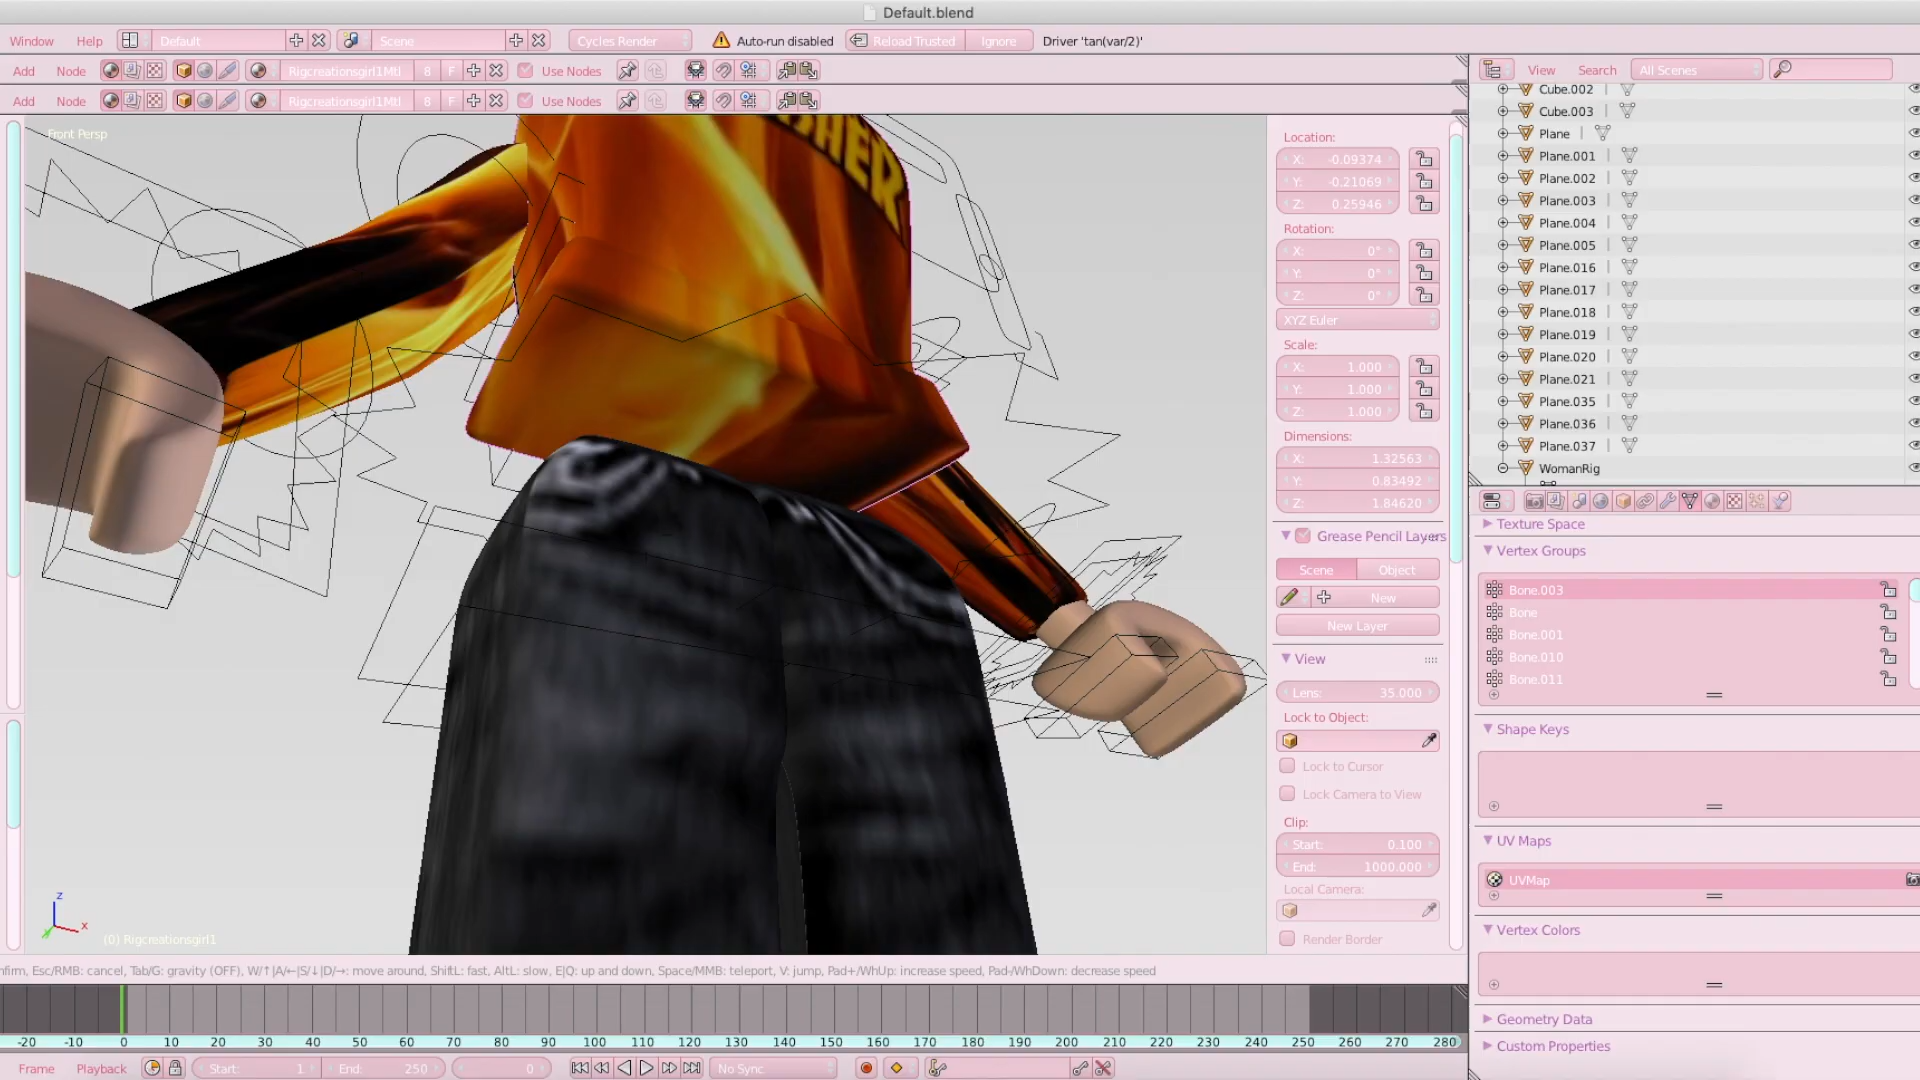 Default.blend
Window Help Default Scene Cycles Render Auto-run disabled Reload Trusted Ignore Driver 'tan(var/2)'
Add Node Rigcreationsgirl1Mtl 8 F Use Nodes
Add Node Rigcreationsgirl1Mtl 8 F Use Nodes
View Search All Scenes
Front Persp
SHER
Location:
X: -0.09374
Y: -0.21069
Z: 0.25946
Rotation:
X: 0°
Y: 0°
Z: 0°
XYZ Euler
Scale:
X: 1.000
Y: 1.000
Z: 1.000
Dimensions:
X: 1.32563
Y: 0.83492
Z: 1.84620
Grease Pencil Layers
Scene Object
New
New Layer
View
Lens: 35.000
Lock to Object:
Lock to Cursor
Lock Camera to View
Clip:
Start: 0.100
End: 1000.000
Local Camera:
Render Border
Cube.002
Cube.003
Plane
Plane.001
Plane.002
Plane.003
Plane.004
Plane.005
Plane.016
Plane.017
Plane.018
Plane.019
Plane.020
Plane.021
Plane.035
Plane.036
Plane.037
WomanRig
Texture Space
Vertex Groups
Bone.003
Bone
Bone.001
Bone.010
Bone.011
Shape Keys
UV Maps
UVMap
Vertex Colors
Geometry Data
Custom Properties
z
x
y
(0) Rigcreationsgirl1
nfirm, Esc/RMB: cancel, Tab/G: gravity (OFF), W/↑|A/←|S/↓|D/→: move around, ShiftL: fast, AltL: slow, E|Q: up and down, Space/MMB: teleport, V: jump, Pad+/WhUp: increase speed, Pad-/WhDown: decrease speed
-20 -10 0 10 20 30 40 50 60 70 80 90 100 110 120 130 140 150 160 170 180 190 200 210 220 230 240 250 260 270 280
Frame Playback Start: 1 End: 250 0 No Sync